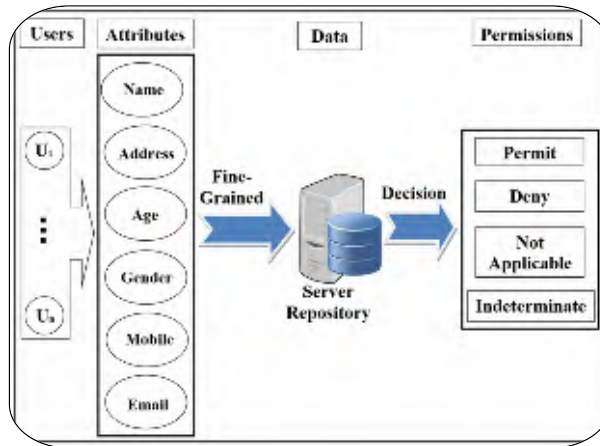 Users
Attributes
Data
Permissions
U₁
Uₙ
Name
Address
Age
Gender
Mobile
Email
Fine-
Grained
Server
Repository
Decision
Permit
Deny
Not
Applicable
Indeterminate